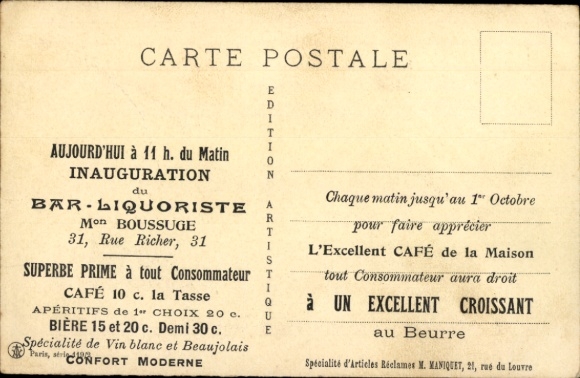 CARTE POSTALE
EDITION ARTISTIQUE
AUJOURD'HUI à 11 h. du Matin
INAUGURATION
du
BAR-LIQUORISTE
Mon BOUSSUGE
31, Rue Richer, 31
SUPERBE PRIME à tout Consommateur
CAFÉ 10 c. la Tasse
APÉRITIFS de 1er CHOIX 20 c.
BIÈRE 15 et 20 c. Demi 30 c.
Spécialité de Vin blanc et Beaujolais
Paris, série
CONFORT MODERNE
Chaque matin jusqu'au 1er Octobre
pour faire apprécier
L'Excellent CAFÉ de la Maison
tout Consommateur aura droit
à UN EXCELLENT CROISSANT
au Beurre
Spécialité d'Articles Réclames M. MANIQUET, 21, rue du Louvre